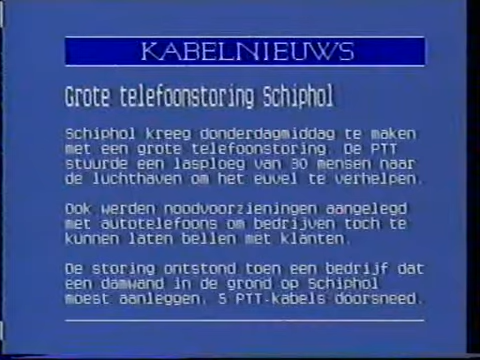 KABELNIEUWS
Grote telefoonstoring Schiphol
Schiphol kreeg donderdagmiddag te maken
met een grote telefoonstoring. De PTT
stuurde een lasploeg van 30 mensen naar
de luchthaven om het euvel te verhelpen.
Ook werden noodvoorzieningen aangelegd
met autotelefoons om bedrijven toch te
kunnen laten bellen met klanten.
De storing ontstond toen een bedrijf dat
een damwand in de grond op Schiphol
moest aanleggen, 5 PTT-kabels doorsneed.